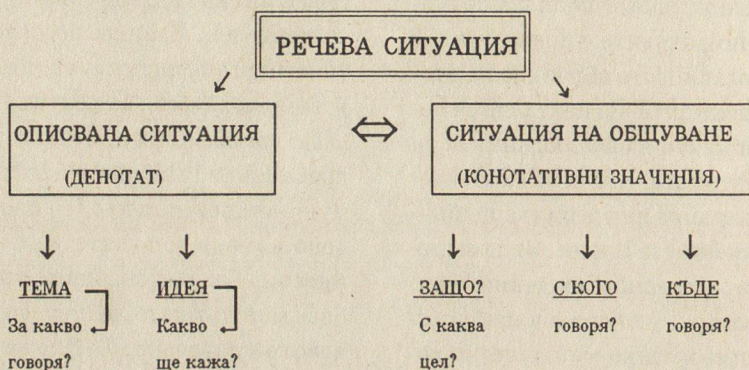 РЕЧЕВА СИТУАЦИЯ
ОПИСВАНА СИТУАЦИЯ
(ДЕНОТАТ)
СИТУАЦИЯ НА ОБЩУВАНЕ
(КОНОТАТИВНИ ЗНАЧЕНИЯ)
ТЕМА
За какво
говоря?
ИДЕЯ
Какво
ще кажа?
ЗАЩО?
С каква
цел?
С КОГО
говоря?
КЪДЕ
говоря?